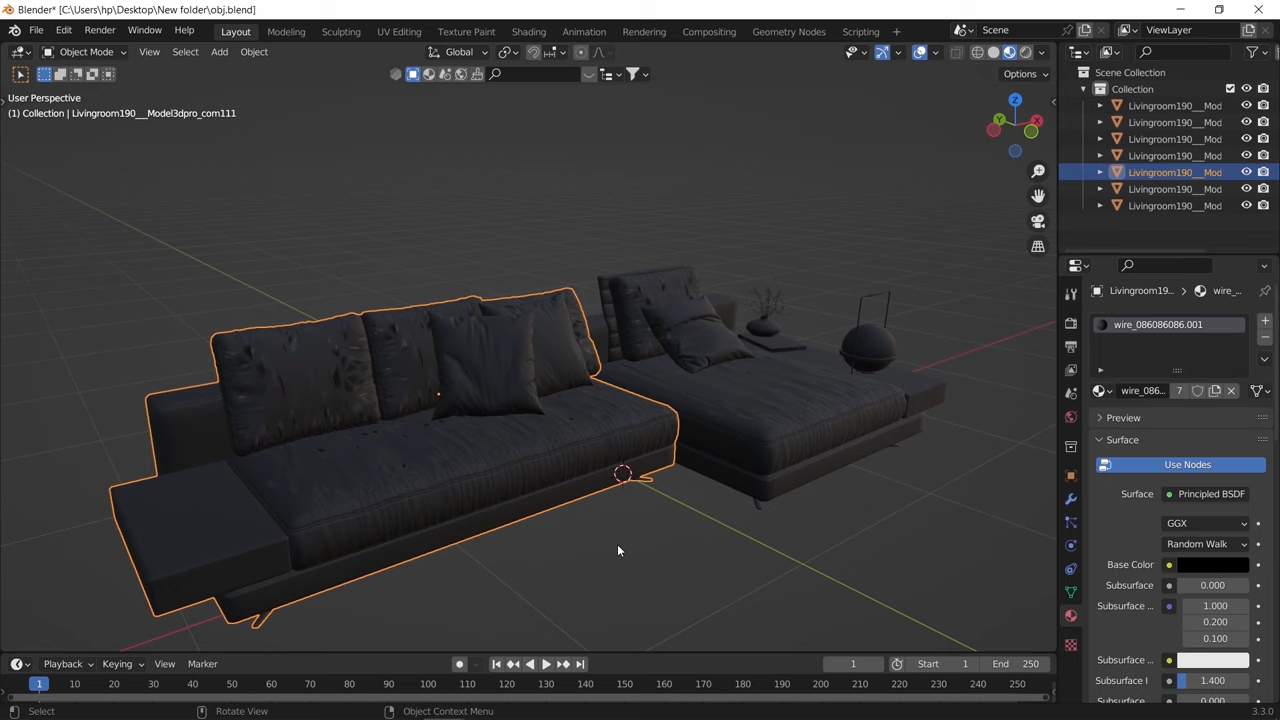 Blender* [C:\Users\hp\Desktop\New folder\obj.blend]
File Edit Render Window Help Layout Modeling Sculpting UV Editing Texture Paint Shading Animation Rendering Compositing Geometry Nodes Scripting + Scene ViewLayer
Object Mode View Select Add Object Global
Options
User Perspective
(1) Collection | Livingroom190__Model3dpro_com111
Z
Y
X
Scene Collection
Collection
Livingroom190__Mod
Livingroom190__Mod
Livingroom190__Mod
Livingroom190__Mod
Livingroom190__Mod
Livingroom190__Mod
Livingroom190__Mod
Livingroom19... > wire_...
wire_086086086.001
wire_086... 7
Preview
Surface
Use Nodes
Surface Principled BSDF
GGX
Random Walk
Base Color
Subsurface 0.000
Subsurface ... 1.000
0.200
0.100
Subsurface ...
Subsurface I 1.400
Playback Keying View Marker 1 Start 1 End 250
1 10 20 30 40 50 60 70 80 90 100 110 120 130 140 150 160 170 180 190 200 210 220 230 240 250
Select Rotate View Object Context Menu 3.3.0